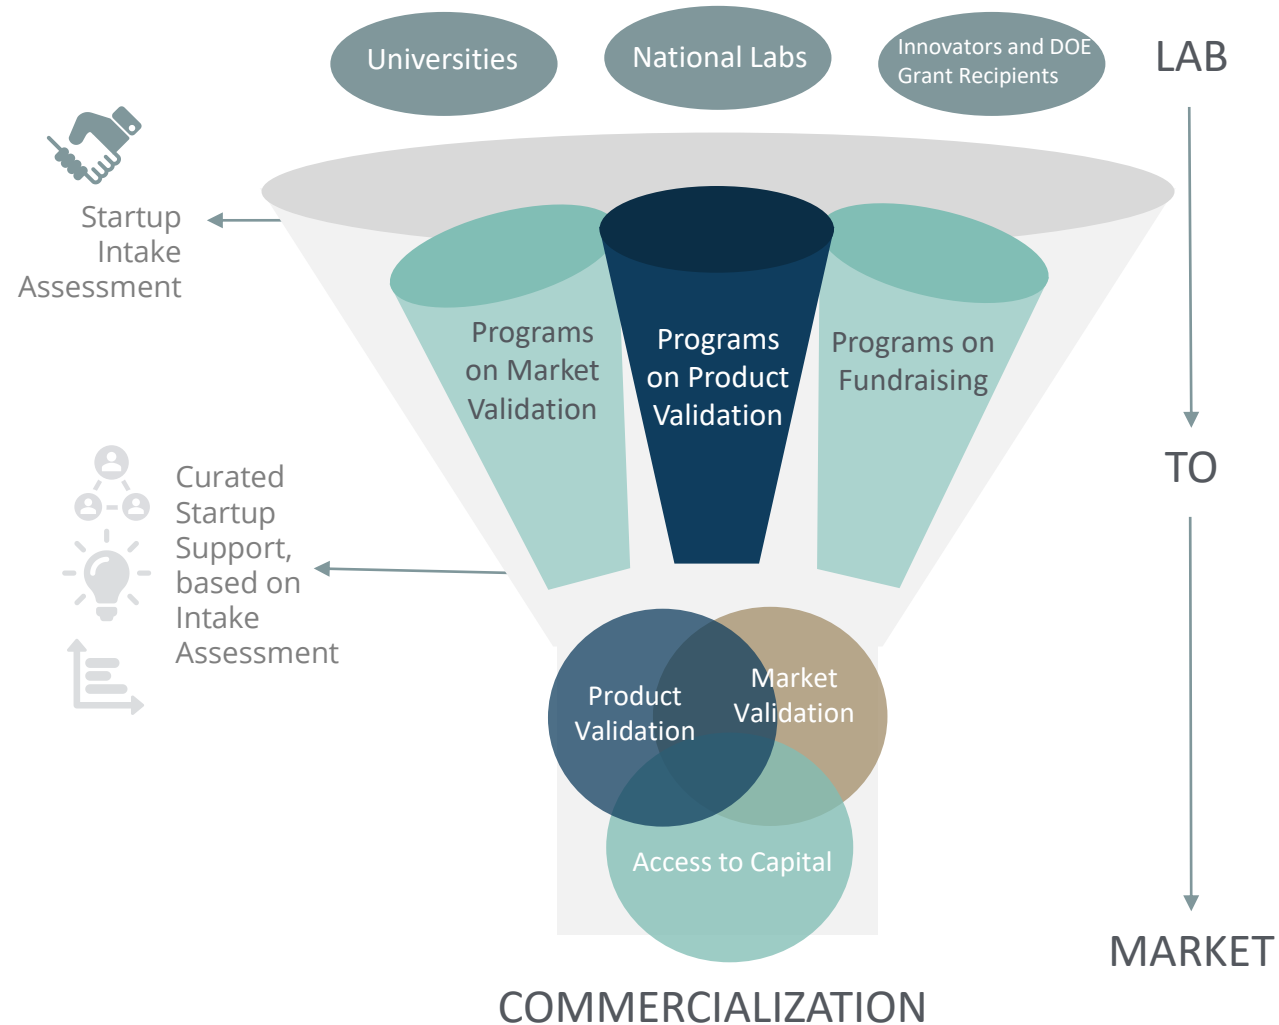 Universities
National Labs
Innovators and DOE
Grant Recipients
LAB
Startup
Intake
Assessment
Programs
on Market
Validation
Programs
on Product
Validation
Programs on
Fundraising
TO
Curated
Startup
Support,
based on
Intake
Assessment
Product
Validation
Market
Validation
Access to Capital
MARKET
COMMERCIALIZATION